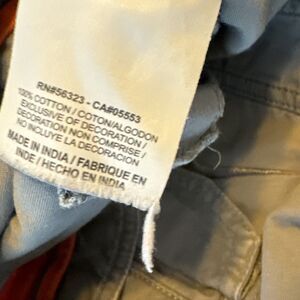 RN#56323 - CA#05553
100% COTTON / COTON/ALGODON
EXCLUSIVE OF DECORATION /
DECORATION NON COMPRISE /
NO INCLUYE LA DECORACION
MADE IN INDIA / FABRIQUE EN
INDE / HECHO EN INDIA